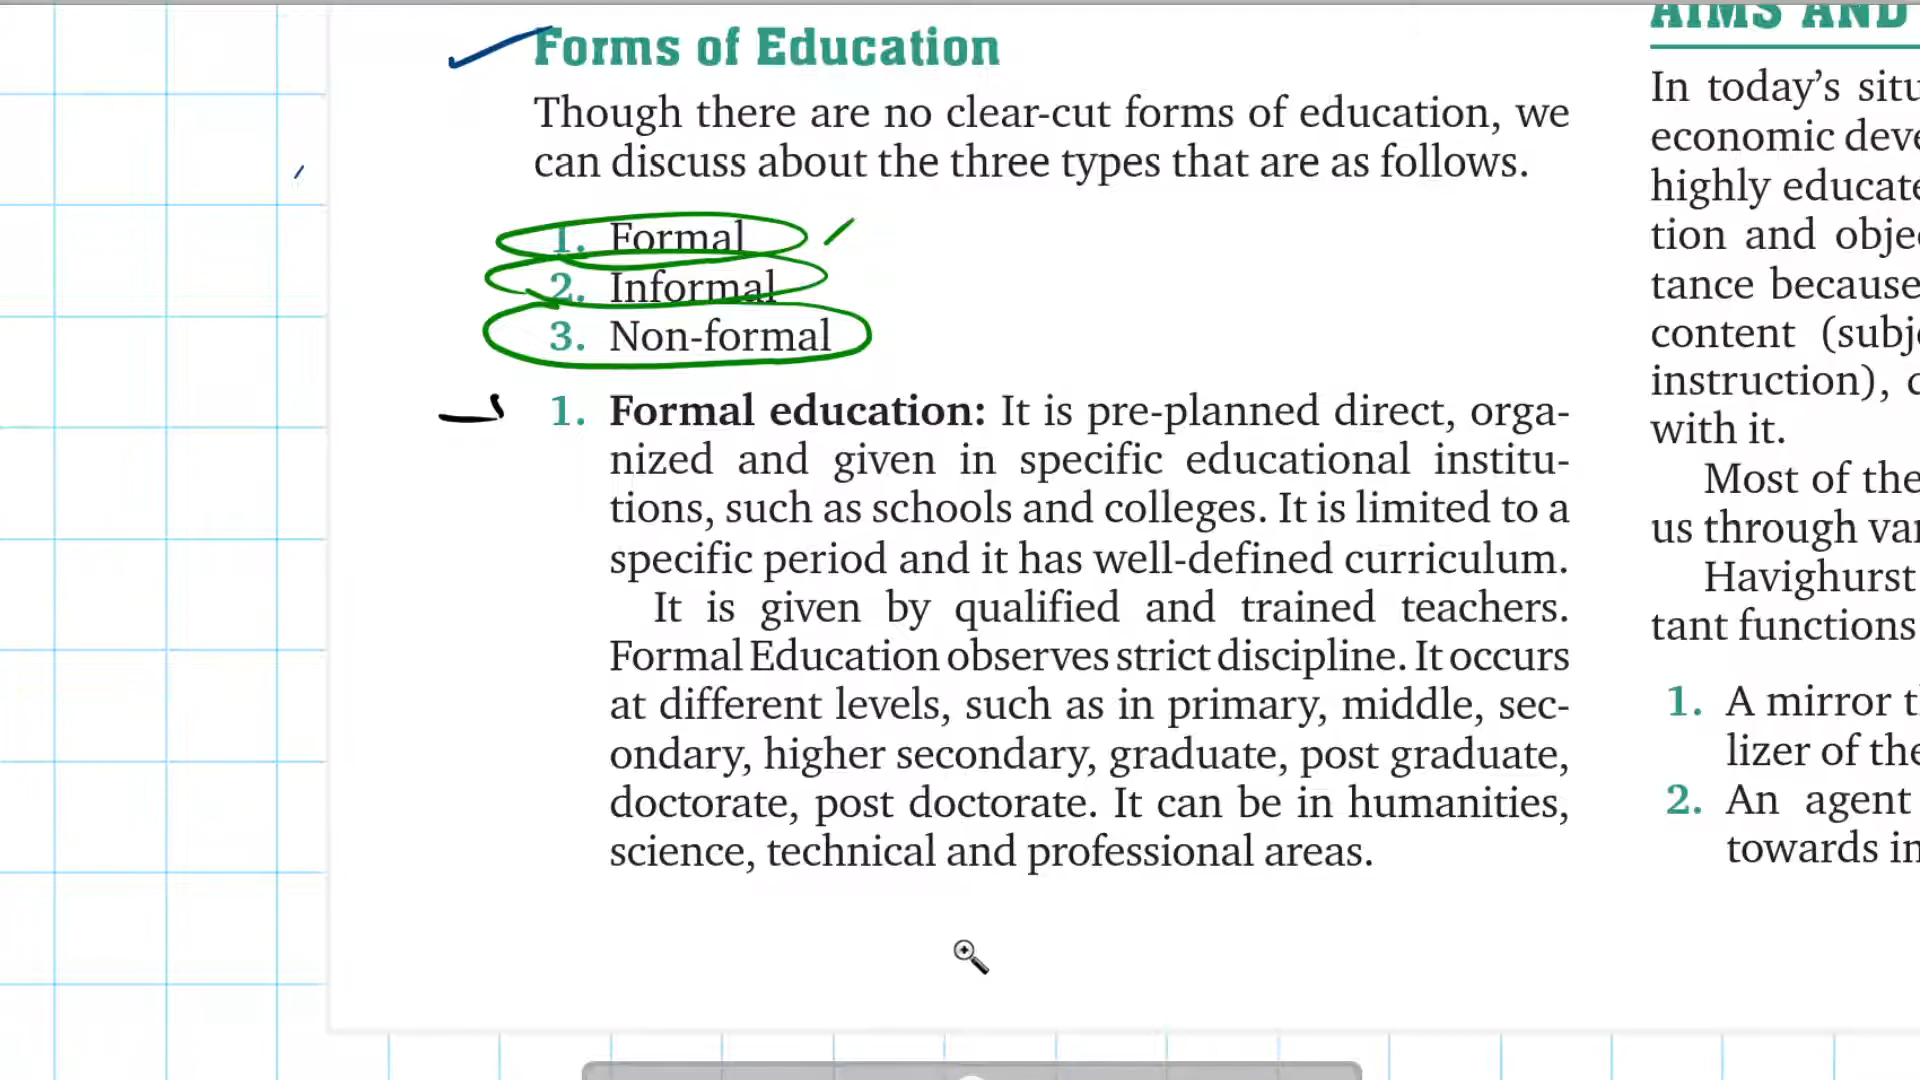 Forms of Education
Though there are no clear-cut forms of education, we
can discuss about the three types that are as follows.
1. Formal
2. Informal
3. Non-formal
1. Formal education: It is pre-planned direct, orga-
nized and given in specific educational institu-
tions, such as schools and colleges. It is limited to a
specific period and it has well-defined curriculum.
It is given by qualified and trained teachers.
Formal Education observes strict discipline. It occurs
at different levels, such as in primary, middle, sec-
ondary, higher secondary, graduate, post graduate,
doctorate, post doctorate. It can be in humanities,
science, technical and professional areas.
AIMS AND
In today's
economic
highly
tion and
tance because
content
instruction),
with it.
Most of the
us through
Havighurst
tant functions
1. A mirror
lizer of the
2. An agent
towards